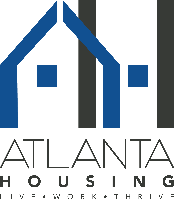 ATLANTA
HOUSING
LIVE • WORK • THRIVE